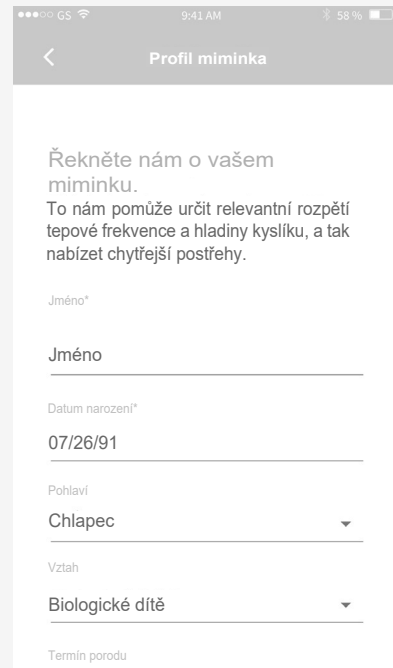 GS 9:41 AM 58 %
Profil miminka
Řekněte nám o vašem
miminku.
To nám pomůže určit relevantní rozpětí
tepové frekvence a hladiny kyslíku, a tak
nabízet chytřejší postřehy.
Jméno*
Jméno
Datum narození*
07/26/91
Pohlaví
Chlapec
Vztah
Biologické dítě
Termín porodu